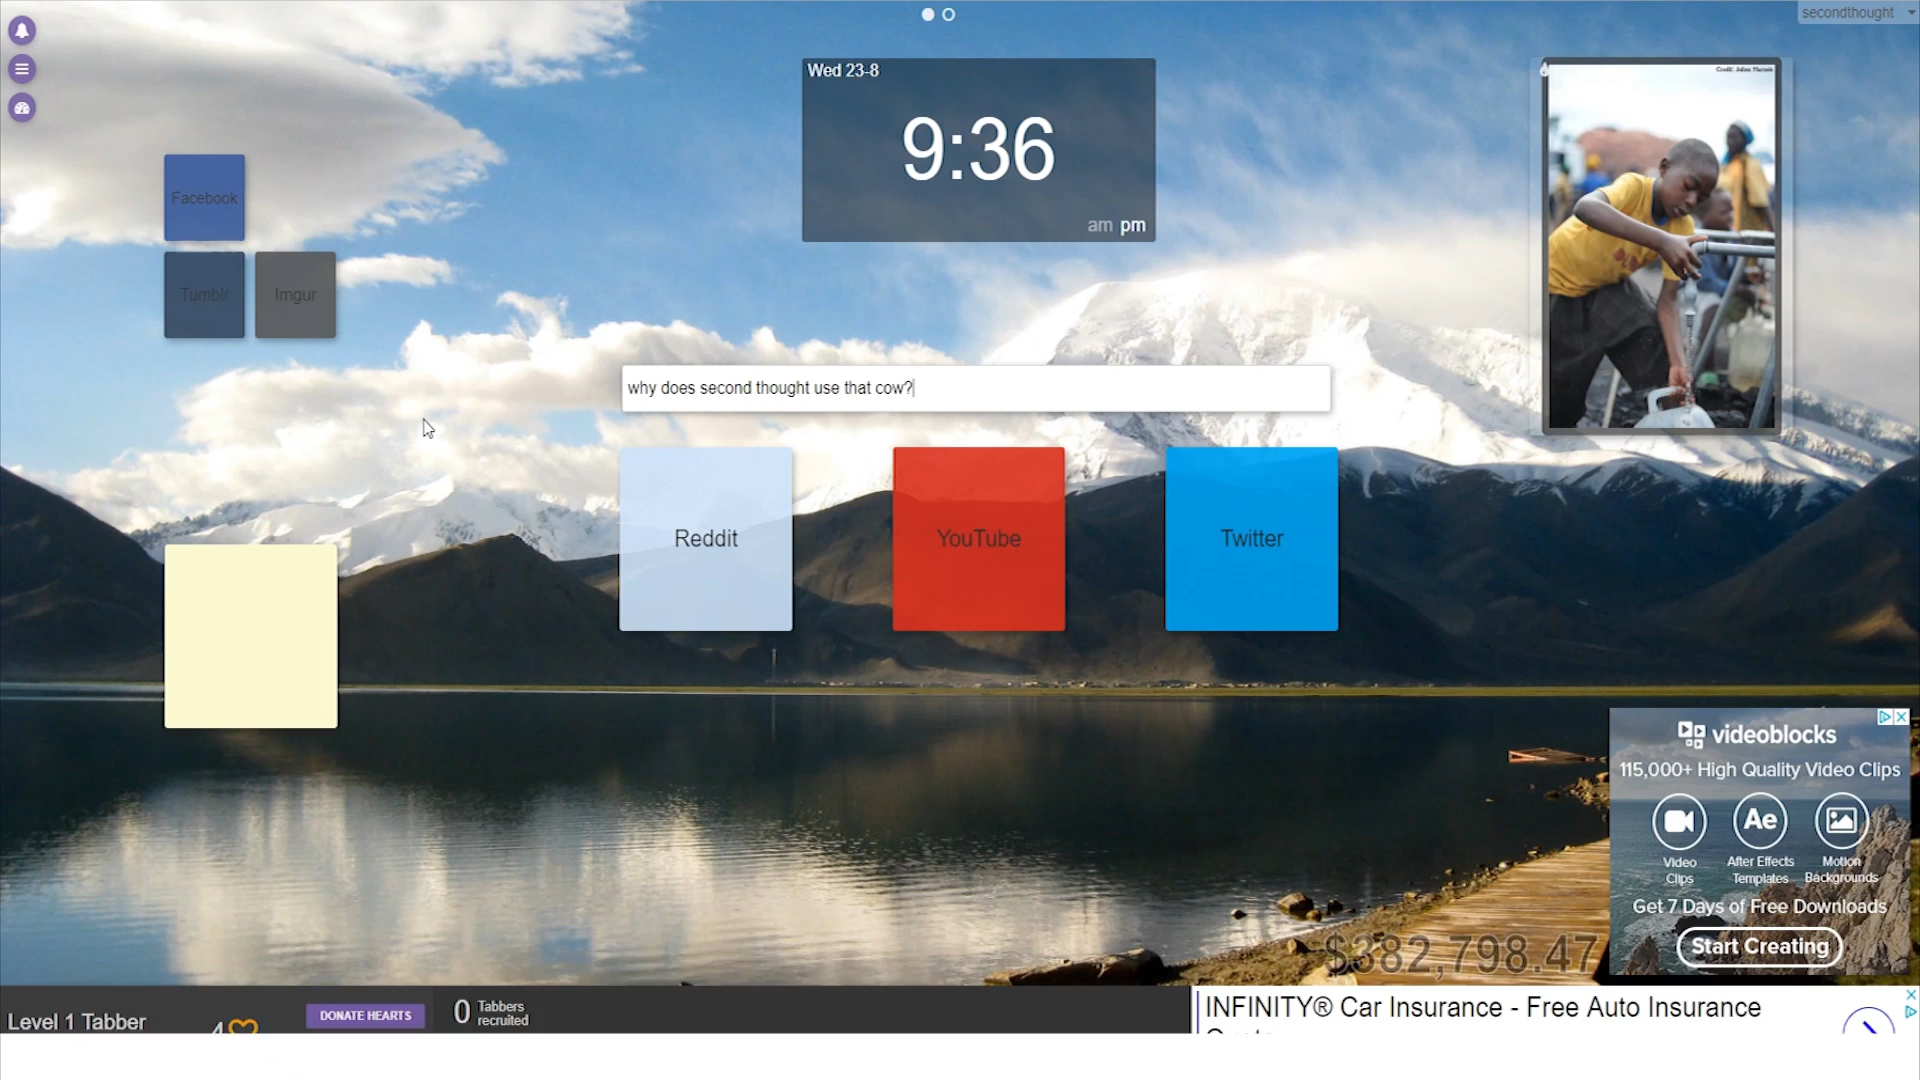 secondthought
Wed 23-8
9:36
am pm
Facebook
Tumblr
Imgur
why does second thought use that cow?
Reddit
YouTube
Twitter
videoblocks
115,000+ High Quality Video Clips
Ae
Video
Clips
After Effects
Templates
Motion
Backgrounds
Get 7 Days of Free Downloads
Start Creating
$382,798.47
Level 1 Tabber
4
DONATE HEARTS
0
Tabbers
recruited
INFINITY® Car Insurance - Free Auto Insurance